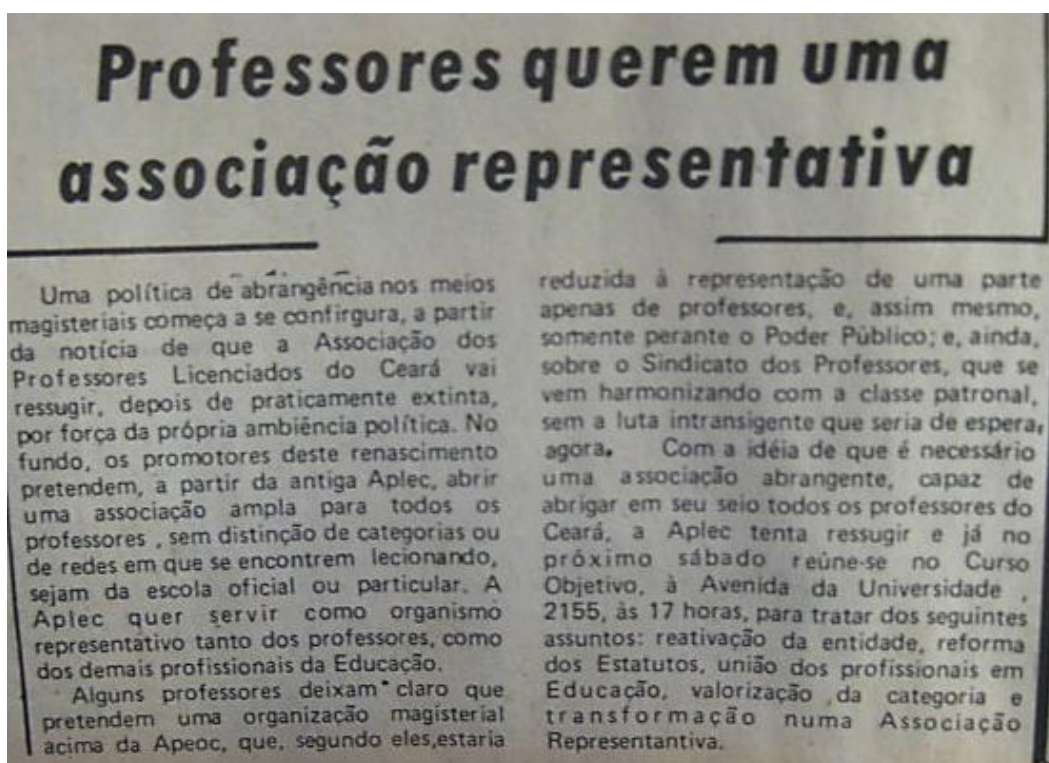 Professores querem uma
associação representativa
Uma política de abrangência nos meios
magisteriais começa a se confirgura, a partir
da notícia de que a Associação dos
Professores Licenciados do Ceará vai
ressugir, depois de praticamente extinta,
por força da própria ambiência política. No
fundo, os promotores deste renascimento
pretendem, a partir da antiga Aplec, abrir
uma associação ampla para todos os
professores , sem distinção de categorias ou
de redes em que se encontrem lecionando,
sejam da escola oficial ou particular. A
Aplec quer servir como organismo
representativo tanto dos professores, como
dos demais profissionais da Educação.
Alguns professores deixam claro que
pretendem uma organização magisterial
acima da Apeoc, que, segundo eles,estaria
reduzida à representação de uma parte
apenas de professores, e, assim mesmo,
somente perante o Poder Público; e, ainda,
sobre o Sindicato dos Professores, que se
vem harmonizando com a classe patronal,
sem a luta intransigente que seria de espera,
agora. Com a idéia de que é necessário
uma associação abrangente, capaz de
abrigar em seu seio todos os professores do
Ceará, a Aplec tenta ressugir e já no
próximo sábado reúne-se no Curso
Objetivo, à Avenida da Universidade ,
2155, às 17 horas, para tratar dos seguintes
assuntos: reativação da entidade, reforma
dos Estatutos, união dos profissionais em
Educação, valorização da categoria e
transformação numa Associação
Representantiva.